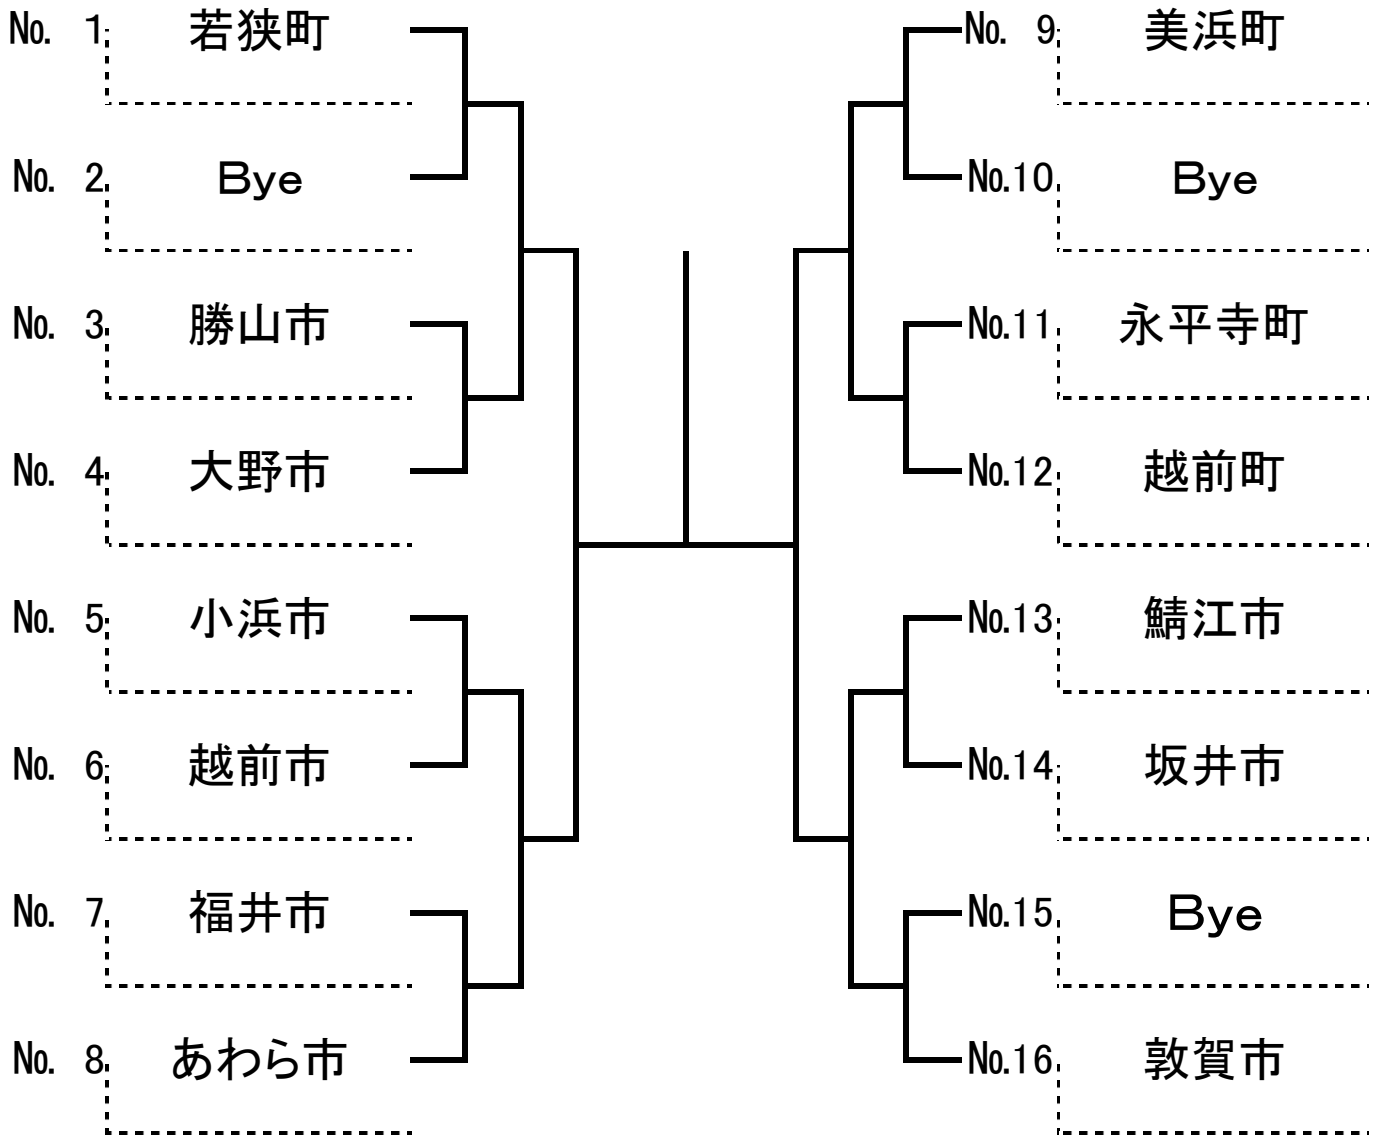 No. 1 若狭町
No. 2 Bye
No. 3 勝山市
No. 4 大野市
No. 5 小浜市
No. 6 越前市
No. 7 福井市
No. 8 あわら市
No. 9 美浜町
No.10 Bye
No.11 永平寺町
No.12 越前町
No.13 鯖江市
No.14 坂井市
No.15 Bye
No.16 敦賀市